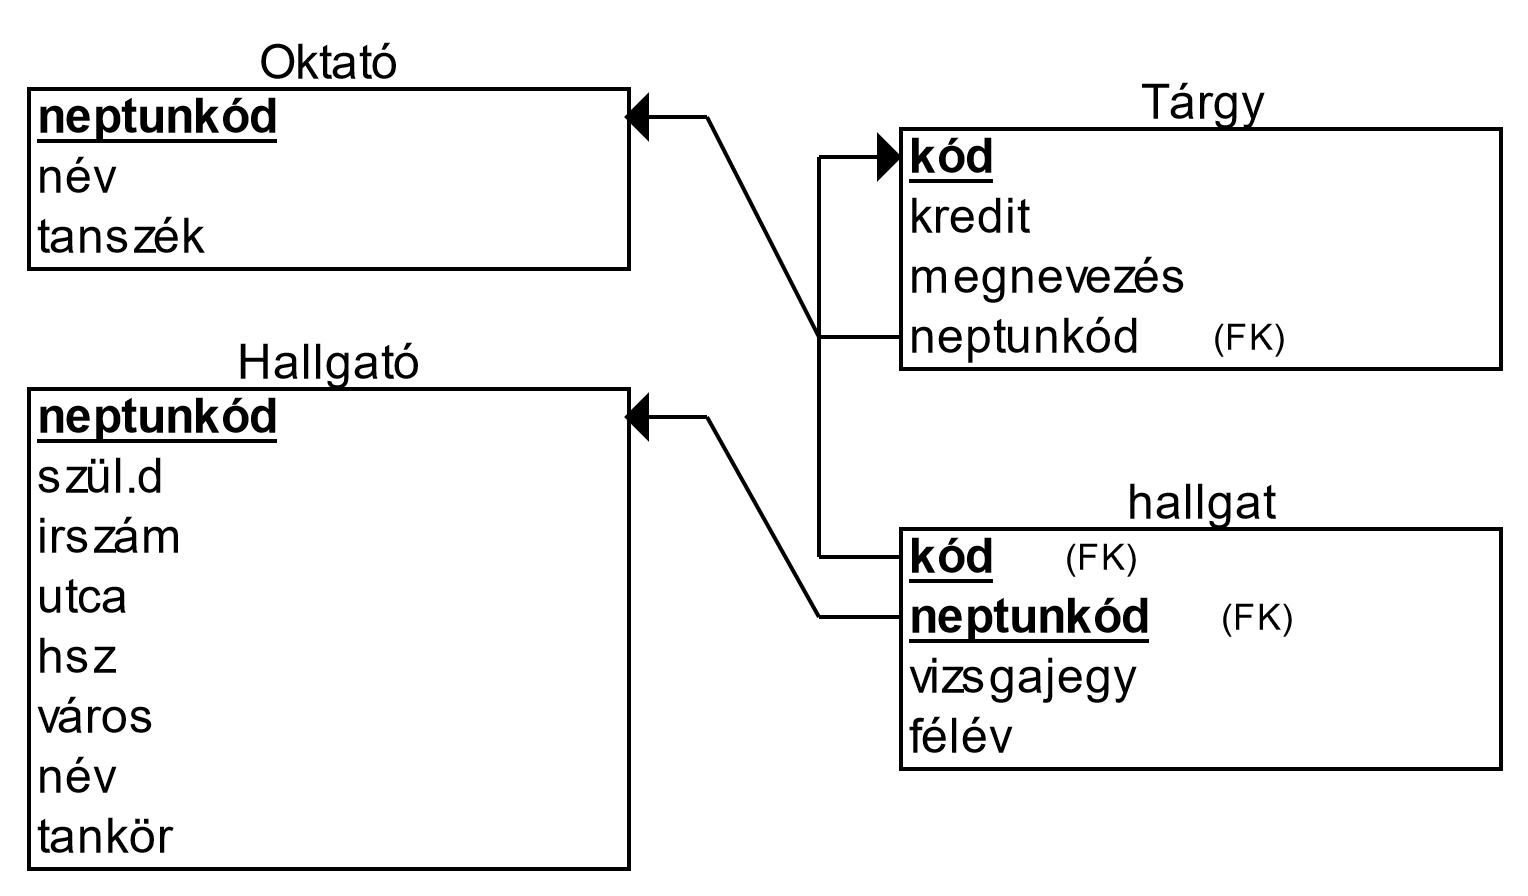 Oktató
neptunkód
név
tanszék
Hallgató
neptunkód
szül.d
irszám
utca
hsz
város
név
tankör
Tárgy
kód
kredit
megnevezés
neptunkód (FK)
hallgat
kód (FK)
neptunkód (FK)
vizsgajegy
félév